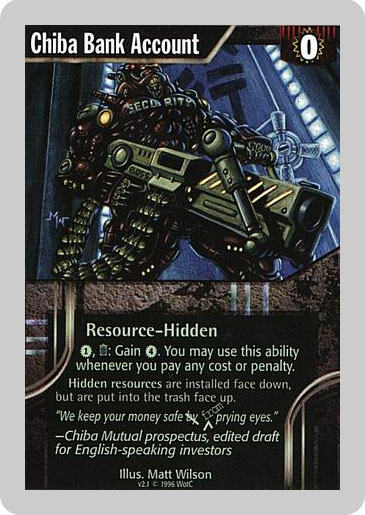 Chiba Bank Account
0
SECURITY
Resource–Hidden
1, : Gain 4. You may use this ability
whenever you pay any cost or penalty.
Hidden resources are installed face down,
but are put into the trash face up.
"We keep your money safe by from prying eyes."
—Chiba Mutual prospectus, edited draft
for English-speaking investors
Illus. Matt Wilson
v2.1 © 1996 WotC